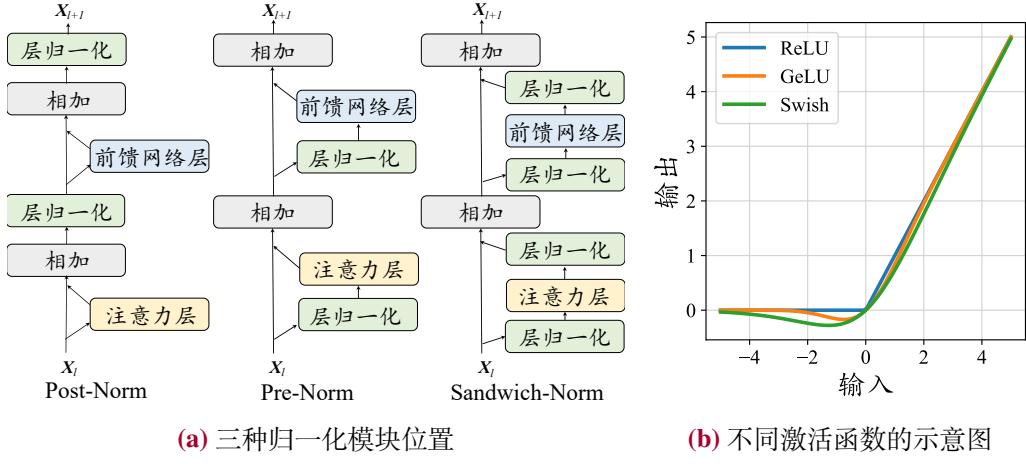 X_{l+1}
层归一化
相加
前馈网络层
层归一化
相加
注意力层
X_l
Post-Norm
X_{l+1}
相加
前馈网络层
层归一化
相加
注意力层
层归一化
X_l
Pre-Norm
X_{l+1}
相加
层归一化
前馈网络层
层归一化
相加
层归一化
注意力层
层归一化
X_l
Sandwich-Norm
(a) 三种归一化模块位置
ReLU
GeLU
Swish
输出
5
4
3
2
1
0
−4 −2 0 2 4
输入
(b) 不同激活函数的示意图